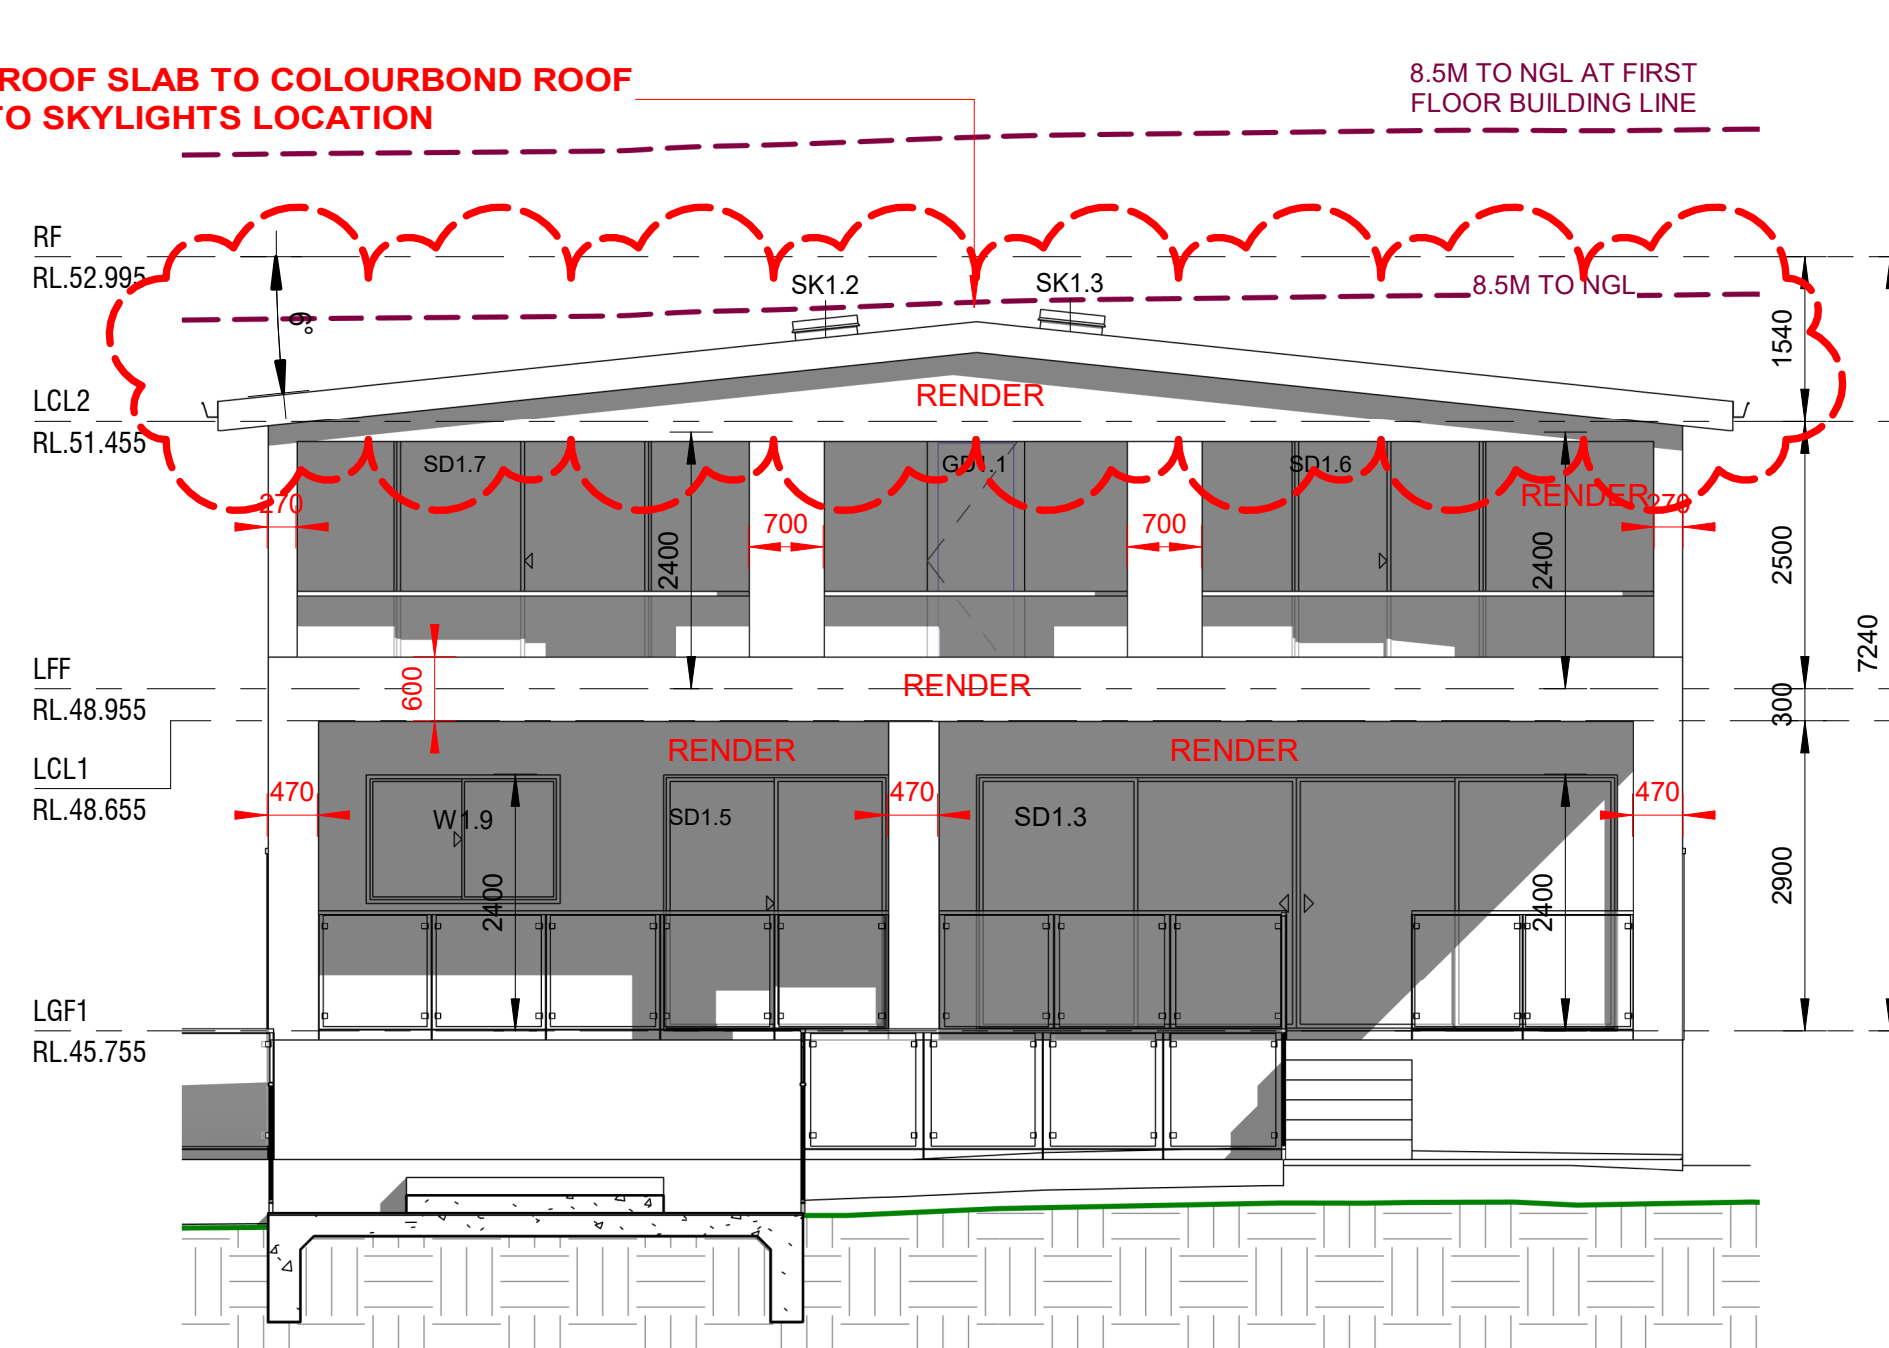 ROOF SLAB TO COLOURBOND ROOF
TO SKYLIGHTS LOCATION
8.5M TO NGL AT FIRST
FLOOR BUILDING LINE
RF
RL.52.995
SK1.2
SK1.3
8.5M TO NGL
6°
1540
LCL2
RL.51.455
RENDER
SD1.7
GD1.1
SD1.6
RENDER
270
700
700
270
2400
2400
2500
7240
LFF
RL.48.955
600
RENDER
300
LCL1
RL.48.655
RENDER
RENDER
470
W1.9
SD1.5
470
SD1.3
470
2400
2400
2900
LGF1
RL.45.755